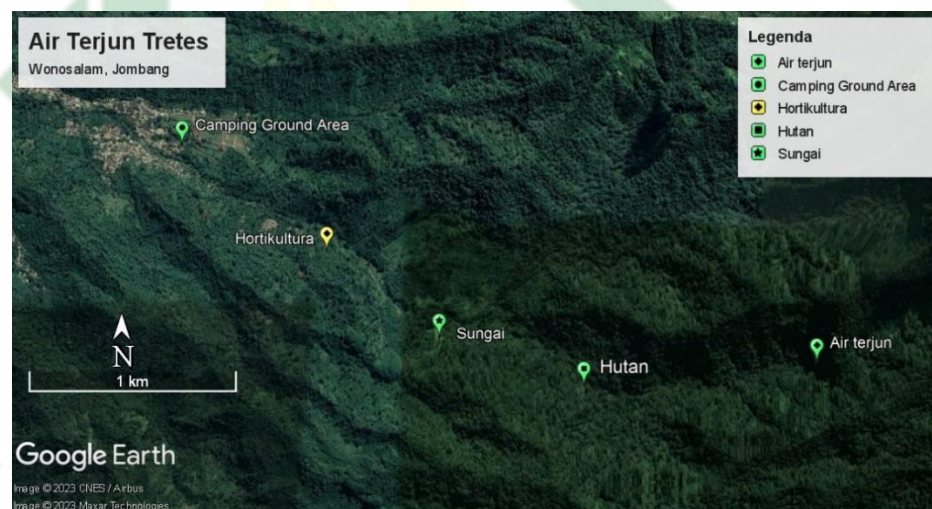 Air Terjun Tretes
Wonosalam, Jombang
Legenda
Air terjun
Camping Ground Area
Hortikultura
Hutan
Sungai
Camping Ground Area
Hortikultura
Sungai
Hutan
Air terjun
N
1 km
Google Earth
Image © 2023 CNES / Airbus
Image © 2023 Maxar Technologies